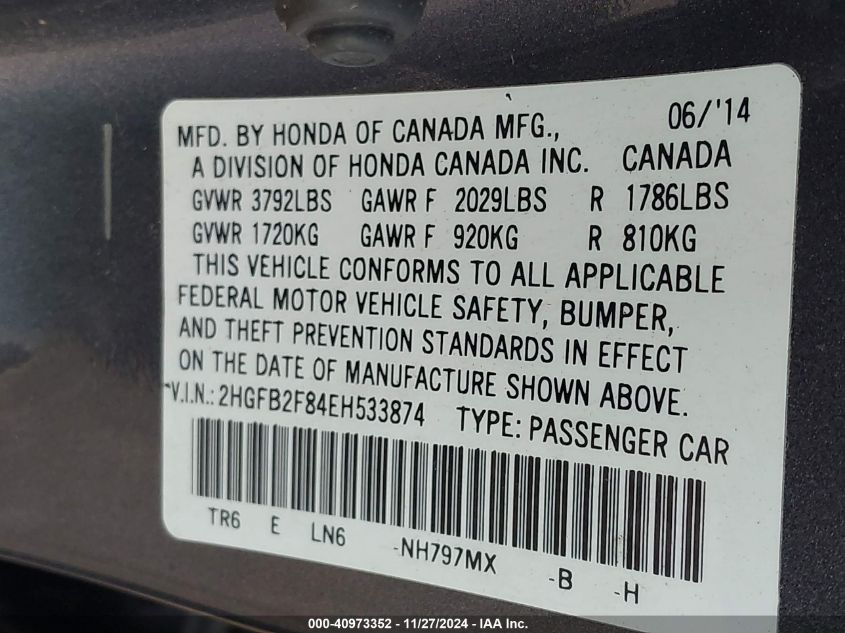 MFD. BY HONDA OF CANADA MFG., 06/'14
A DIVISION OF HONDA CANADA INC. CANADA
GVWR 3792LBS GAWR F 2029LBS R 1786LBS
GVWR 1720KG GAWR F 920KG R 810KG
THIS VEHICLE CONFORMS TO ALL APPLICABLE
FEDERAL MOTOR VEHICLE SAFETY, BUMPER,
AND THEFT PREVENTION STANDARDS IN EFFECT
ON THE DATE OF MANUFACTURE SHOWN ABOVE.
V.I.N.: 2HGFB2F84EH533874 TYPE: PASSENGER CAR
TR6 E LN6 -NH797MX -B -H
000-40973352 - 11/27/2024 - IAA Inc.